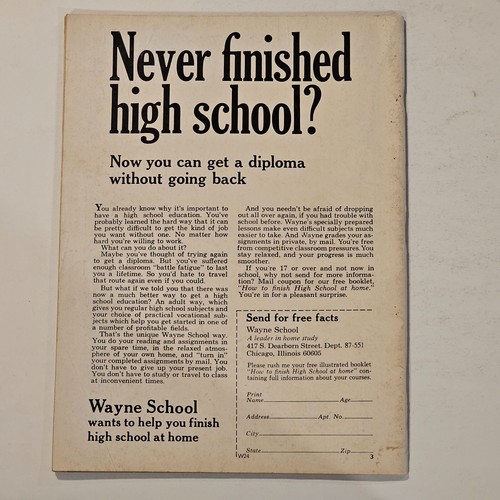 Never finished
high school?
Now you can get a diploma
without going back
You already know why it's important to
have a high school education. You've
probably learned the hard way that it can
be pretty difficult to get the kind of job
you want without one. No matter how
hard you're willing to work.
What can you do about it?
Maybe you've thought of trying again
to get a diploma. But you've suffered
enough classroom "battle fatigue" to last
you a lifetime. So you'd hate to travel
that route again even if you could.
But what if we told you that there was
now a much better way to get a high
school education? An adult way, which
gives you regular high school subjects and
your choice of practical vocational sub-
jects which help you get started in one of
a number of profitable fields.
That's the unique Wayne School way.
You do your reading and assignments in
your spare time, in the relaxed atmos-
phere of your own home, and "turn in"
your completed assignments by mail. You
don't have to give up your present job.
You don't have to study or travel to class
at inconvenient times.
Wayne School
wants to help you finish
high school at home
And you needn't be afraid of dropping
out all over again, if you had trouble with
school before. Wayne's specially prepared
lessons make even difficult subjects much
easier to take. And Wayne grades your as-
signments in private, by mail. You're free
from competitive classroom pressures. You
stay relaxed, and your progress is much
smoother.
If you're 17 or over and not now in
school, why not send for more informa-
tion? Mail coupon for our free booklet,
"How to finish High School at home."
You're in for a pleasant surprise.
Send for free facts
Wayne School
A leader in home study
417 S. Dearborn Street. Dept. 87-551
Chicago, Illinois 60605
Please rush me your free illustrated booklet
"How to finish High School at home" con-
taining full information about your courses.
Print
Name Age
Address Apt. No
City
State Zip
W24 3